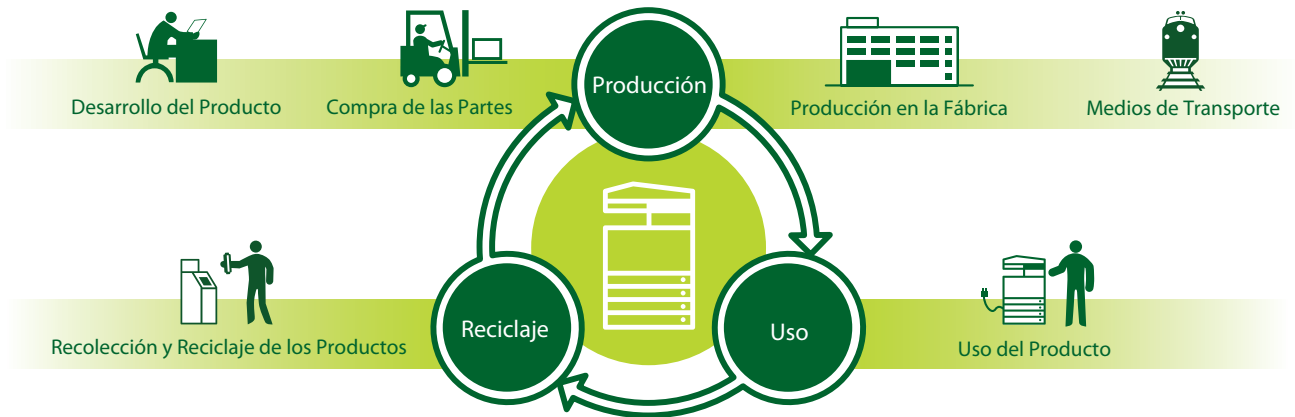 Producción
Desarrollo del Producto
Compra de las Partes
Producción en la Fábrica
Medios de Transporte
Reciclaje
Uso
Recolección y Reciclaje de los Productos
Uso del Producto